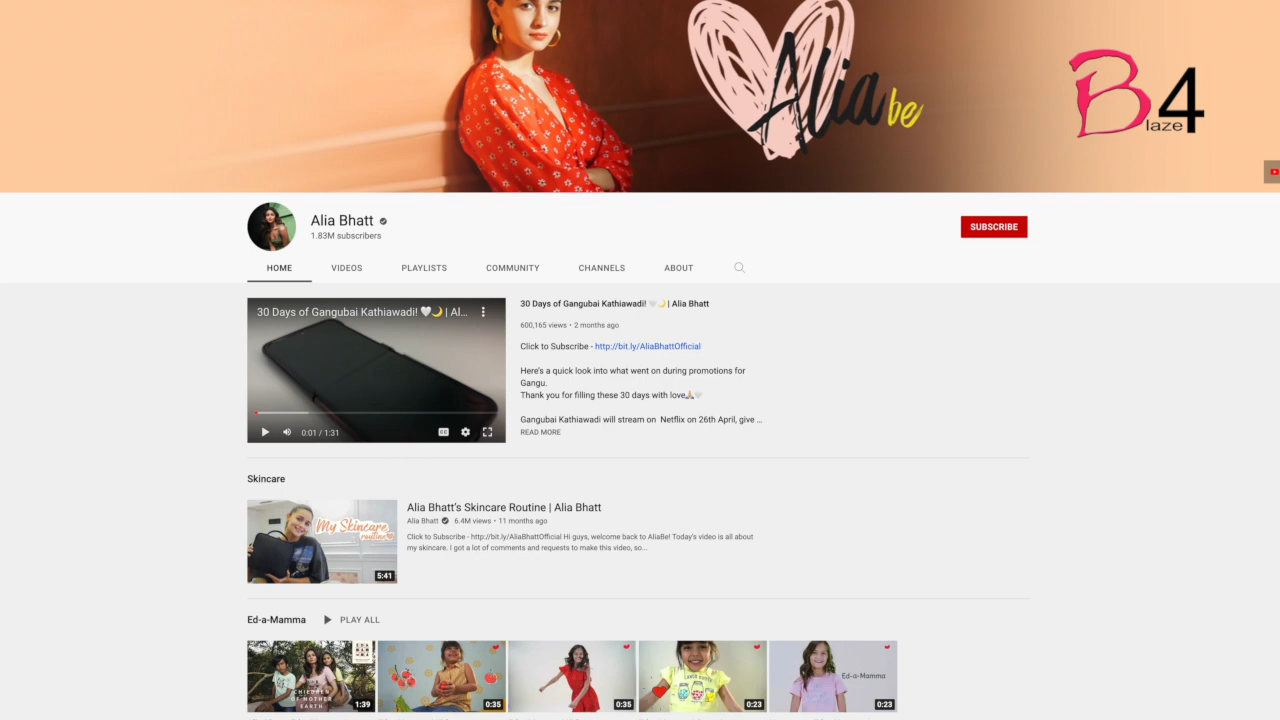 Alia be
B
laze 4
Alia Bhatt
1.83M subscribers
SUBSCRIBE
HOME
VIDEOS
PLAYLISTS
COMMUNITY
CHANNELS
ABOUT
30 Days of Gangubai Kathiawadi! 🤍🌙 | Al...
0:01 / 1:31
CC
30 Days of Gangubai Kathiawadi! 🤍🌙 | Alia Bhatt
600,165 views • 2 months ago
Click to Subscribe - http://bit.ly/AliaBhattOfficial
Here's a quick look into what went on during promotions for
Gangu.
Thank you for filling these 30 days with love🙏🏼🤍
Gangubai Kathiawadi will stream on Netflix on 26th April, give ...
READ MORE
Skincare
My Skincare
routine
5:41
Alia Bhatt's Skincare Routine | Alia Bhatt
Alia Bhatt 6.4M views • 11 months ago
Click to Subscribe - http://bit.ly/AliaBhattOfficial Hi guys, welcome back to AliaBe! Today's video is all about
my skincare. I got a lot of comments and requests to make this video, so...
Ed-a-Mamma
PLAY ALL
CHILDREN
OF MOTHER
EARTH
1:39
0:35
0:35
0:23
Ed-a-Mamma
0:23